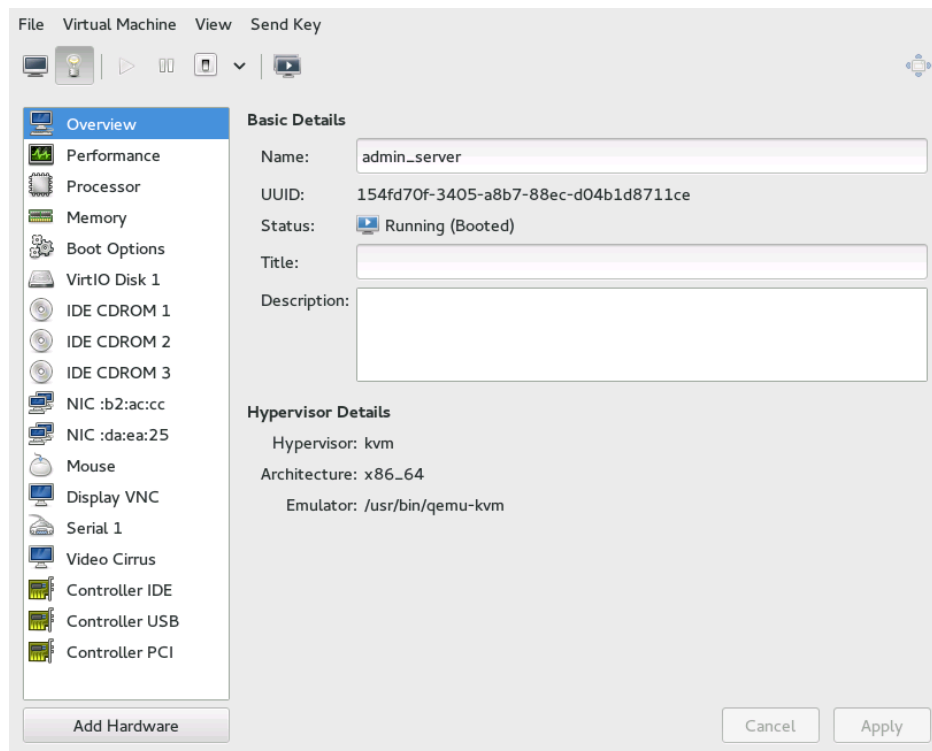 File Virtual Machine View Send Key
Overview
Performance
Processor
Memory
Boot Options
VirtIO Disk 1
IDE CDROM 1
IDE CDROM 2
IDE CDROM 3
NIC :b2:ac:cc
NIC :da:ea:25
Mouse
Display VNC
Serial 1
Video Cirrus
Controller IDE
Controller USB
Controller PCI
Add Hardware
Basic Details
Name: admin_server
UUID: 154fd70f-3405-a8b7-88ec-d04b1d8711ce
Status: Running (Booted)
Title:
Description:
Hypervisor Details
Hypervisor: kvm
Architecture: x86_64
Emulator: /usr/bin/qemu-kvm
Cancel Apply